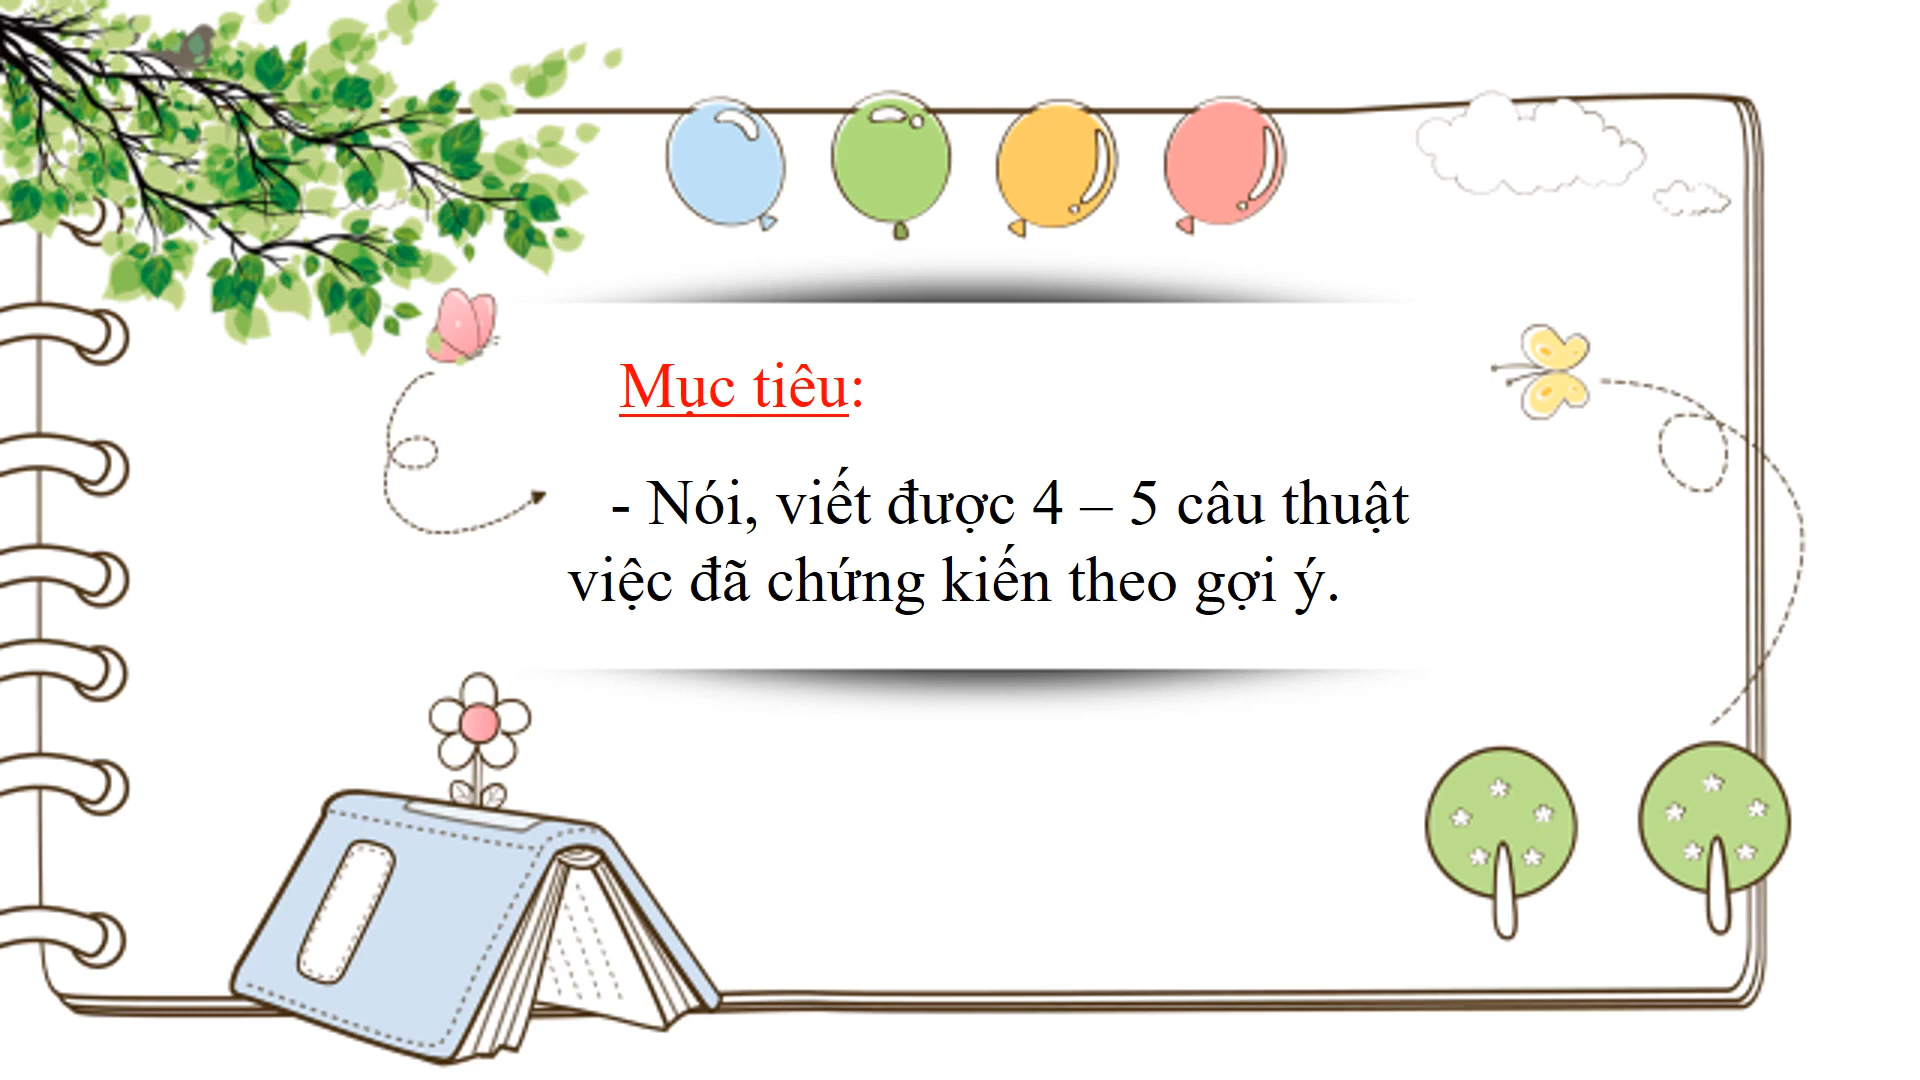 Mục tiêu:
- Nói, viết được 4 – 5 câu thuật
việc đã chứng kiến theo gợi ý.